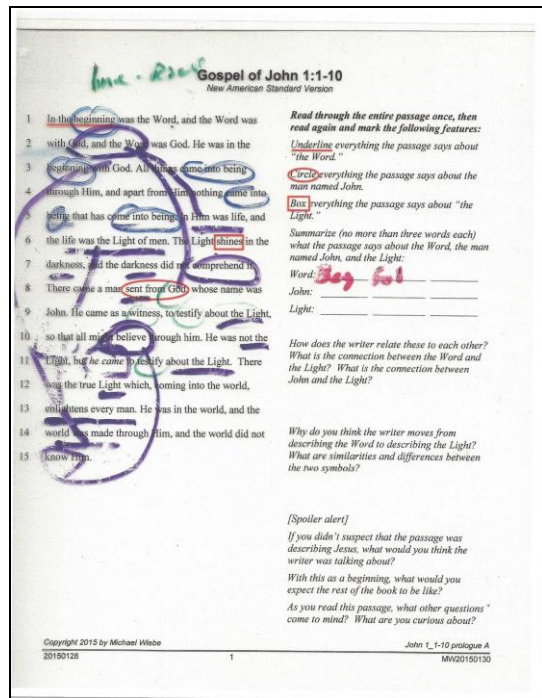 Gospel of John 1:1-10
New American Standard Version
1 In the beginning was the Word, and the Word was
2 with God, and the Word was God. He was in the
3 beginning with God. All things came into being
4 through Him, and apart from Him nothing came into
5 being that has come into being. In Him was life, and
6 the life was the Light of men. The Light shines in the
7 darkness, and the darkness did not comprehend it.
8 There came a man sent from God whose name was
9 John. He came as a witness, to testify about the Light,
10 so that all might believe through him. He was not the
11 Light, but he came to testify about the Light. There
12 was the true Light which, coming into the world,
13 enlightens every man. He was in the world, and the
14 world was made through Him, and the world did not
15 know Him.
Read through the entire passage once, then
read again and mark the following features:
Underline everything the passage says about
"the Word."
Circle everything the passage says about the
man named John.
Box everything the passage says about "the
Light."
Summarize (no more than three words each)
what the passage says about the Word, the man
named John, and the Light:
Word: Beg God
John:
Light:
How does the writer relate these to each other?
What is the connection between the Word and
the Light? What is the connection between
John and the Light?
Why do you think the writer moves from
describing the Word to describing the Light?
What are similarities and differences between
the two symbols?
[Spoiler alert]
If you didn't suspect that the passage was
describing Jesus, what would you think the
writer was talking about?
With this as a beginning, what would you
expect the rest of the book to be like?
As you read this passage, what other questions
come to mind? What are you curious about?
Copyright 2015 by Michael Wiebe
John 1_1-10 prologue A
20150128
1
MW20150130